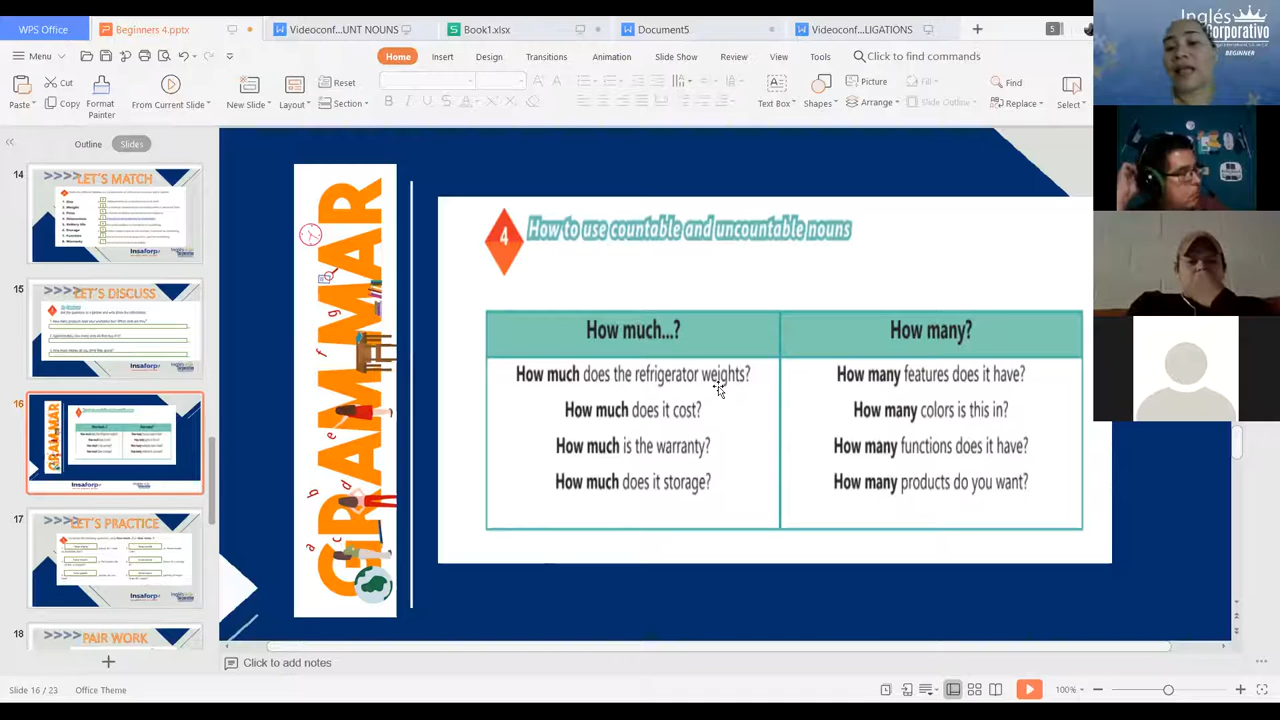 WPS Office
Beginners 4.pptx
Videoconf...UNT NOUNS
Book1.xlsx
Document5
Videoconf...LIGATIONS
5
Menu
Home
Insert
Design
Transitions
Animation
Slide Show
Review
View
Tools
Click to find commands
Paste
Cut
Copy
Format
Painter
From Current Slide
New Slide
Layout
Reset
Section
Text Box
Shapes
Picture
Fill
Arrange
Slide Outline
Find
Replace
Select
Inglés
Corporativo
BEGINNER
Outline
Slides
14
LET'S MATCH
15
LET'S DISCUSS
16
GRAMMAR
17
LET'S PRACTICE
18
PAIR WORK
Insaforp
GRAMMAR
4
How to use countable and uncountable nouns
How much...?
How many?
How much does the refrigerator weights?
How many features does it have?
How much does it cost?
How many colors is this in?
How much is the warranty?
How many functions does it have?
How much does it storage?
How many products do you want?
Click to add notes
Slide 16 / 23
Office Theme
100%